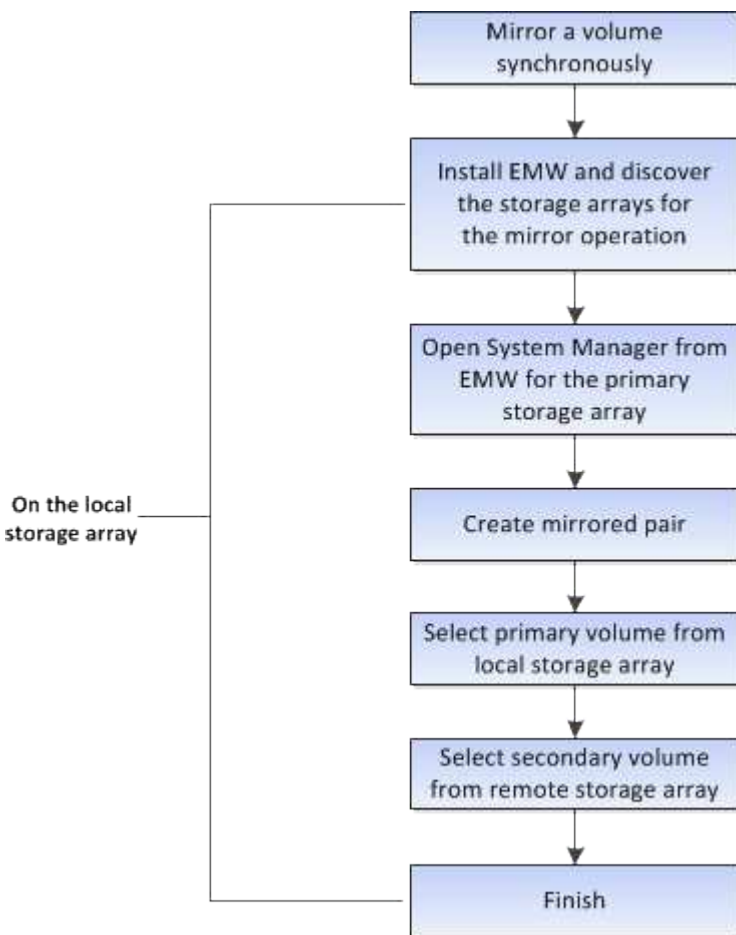 Mirror a volume
synchronously
Install EMW and discover
the storage arrays for
the mirror operation
Open System Manager from
EMW for the primary
storage array
On the local
storage array
Create mirrored pair
Select primary volume from
local storage array
Select secondary volume
from remote storage array
Finish